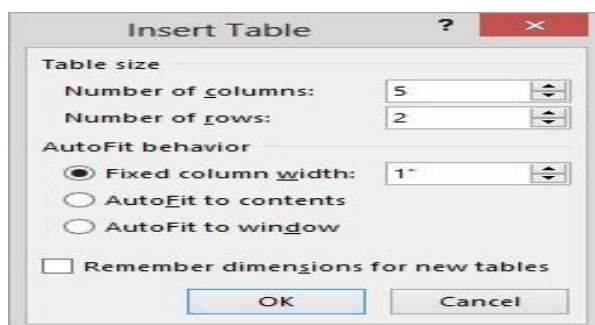 Insert Table ? ×
Table size
Number of columns: 5
Number of rows: 2
AutoFit behavior
Fixed column width: 1"
AutoFit to contents
AutoFit to window
Remember dimensions for new tables
OK Cancel